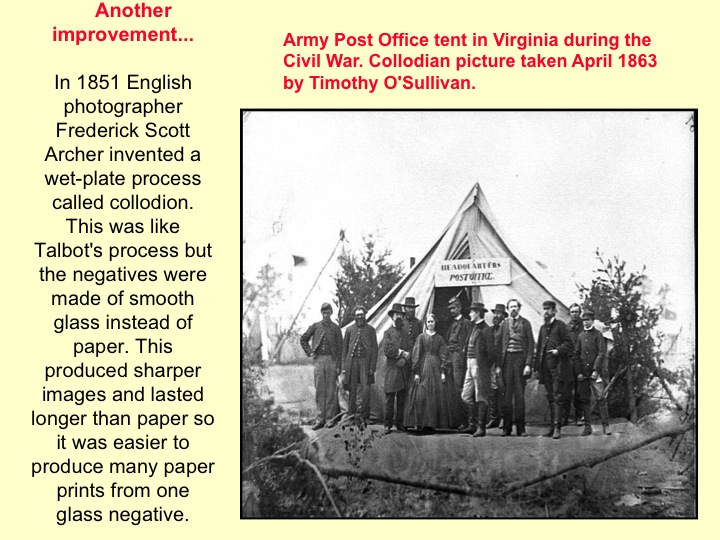 Another
improvement...
In 1851 English
photographer
Frederick Scott
Archer invented a
wet-plate process
called collodion.
This was like
Talbot's process but
the negatives were
made of smooth
glass instead of
paper. This
produced sharper
images and lasted
longer than paper so
it was easier to
produce many paper
prints from one
glass negative.
Army Post Office tent in Virginia during the
Civil War. Collodian picture taken April 1863
by Timothy O'Sullivan.
HEADQUARTERS
POST OFFICE.